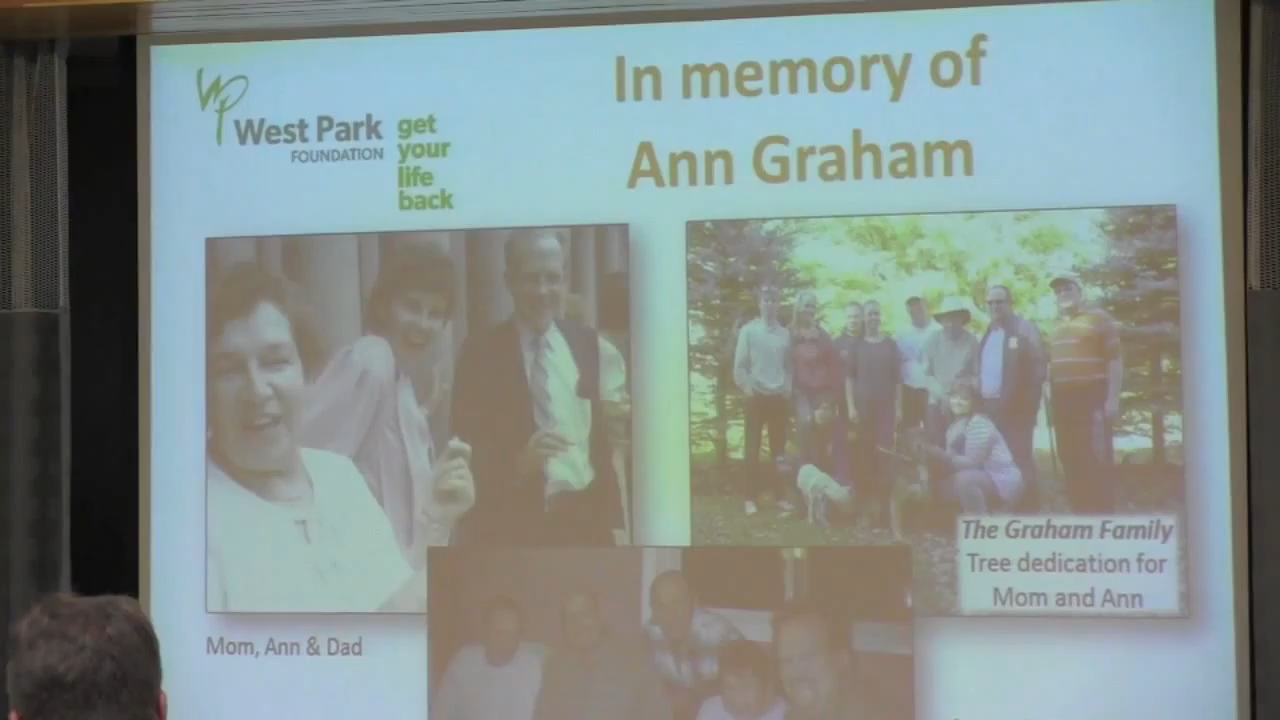 WP
West Park
FOUNDATION
get
your
life
back
In memory of
Ann Graham
The Graham Family
Tree dedication for
Mom and Ann
Mom, Ann & Dad